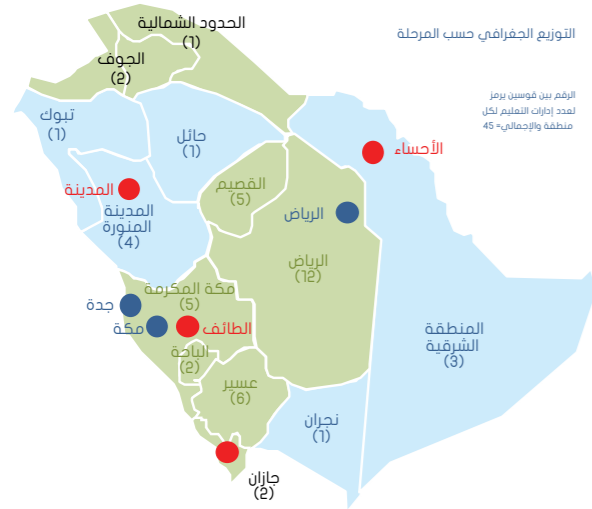 التوزيع الجغرافي حسب المرحلة
الرقم بين قوسين يرمز
لعدد إدارات التعليم لكل
منطقة والإجمالي= 45
الحدود الشمالية
(1)
الجوف
(2)
تبوك
(1)
حائل
(1)
الأحساء
القصيم
(5)
المدينة
المدينة
المنورة
(4)
الرياض
الرياض
(12)
مكة المكرمة
(5)
جدة
مكة
الطائف
المنطقة
الشرقية
(3)
الباحة
(2)
عسير
(6)
نجران
(1)
جازان
(2)